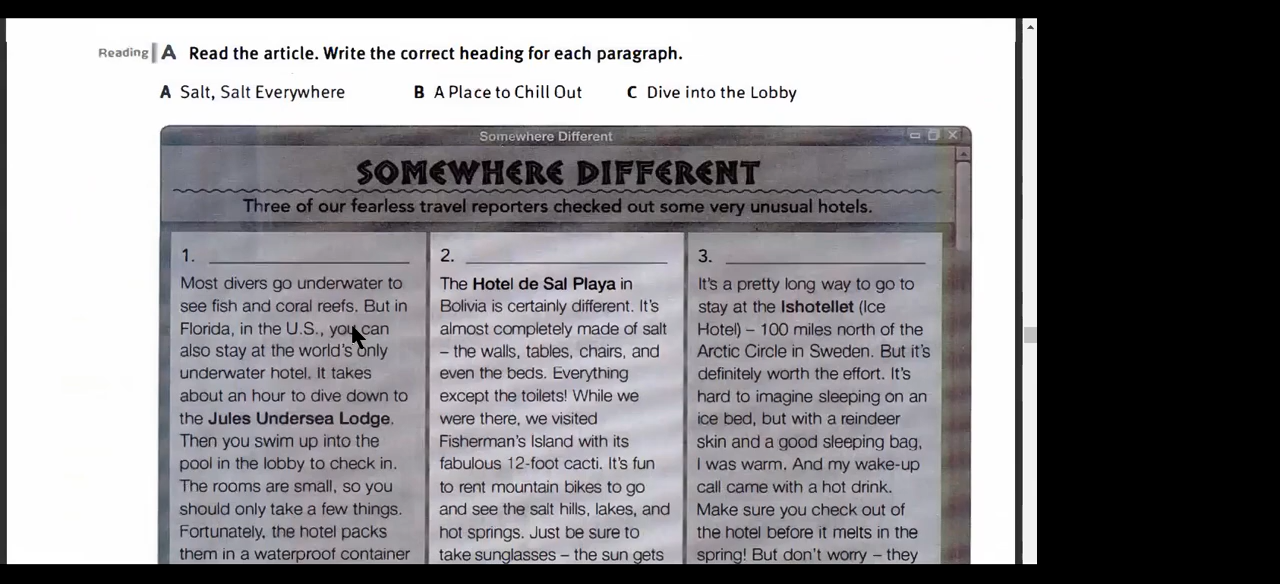 Reading A Read the article. Write the correct heading for each paragraph.
A Salt, Salt Everywhere B A Place to Chill Out C Dive into the Lobby
Somewhere Different
SOMEWHERE DIFFERENT
Three of our fearless travel reporters checked out some very unusual hotels.
1.
Most divers go underwater to
see fish and coral reefs. But in
Florida, in the U.S., you can
also stay at the world's only
underwater hotel. It takes
about an hour to dive down to
the Jules Undersea Lodge.
Then you swim up into the
pool in the lobby to check in.
The rooms are small, so you
should only take a few things.
Fortunately, the hotel packs
them in a waterproof container
2.
The Hotel de Sal Playa in
Bolivia is certainly different. It's
almost completely made of salt
– the walls, tables, chairs, and
even the beds. Everything
except the toilets! While we
were there, we visited
Fisherman's Island with its
fabulous 12-foot cacti. It's fun
to rent mountain bikes to go
and see the salt hills, lakes, and
hot springs. Just be sure to
take sunglasses – the sun gets
3.
It's a pretty long way to go to
stay at the Ishotellet (Ice
Hotel) – 100 miles north of the
Arctic Circle in Sweden. But it's
definitely worth the effort. It's
hard to imagine sleeping on an
ice bed, but with a reindeer
skin and a good sleeping bag,
I was warm. And my wake-up
call came with a hot drink.
Make sure you check out of
the hotel before it melts in the
spring! But don't worry – they